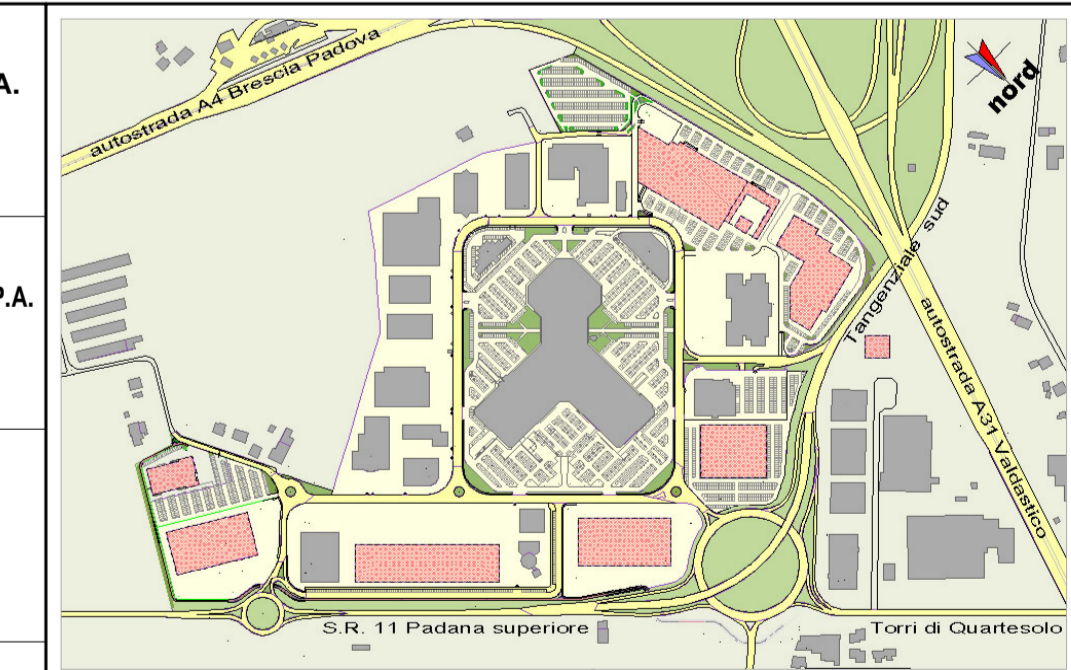 A.
autostrada A4 Brescia Padova
nord
P.A.
Tangenziale sud
autostrada A31 Valdastico
S.R. 11 Padana superiore
Torri di Quartesolo